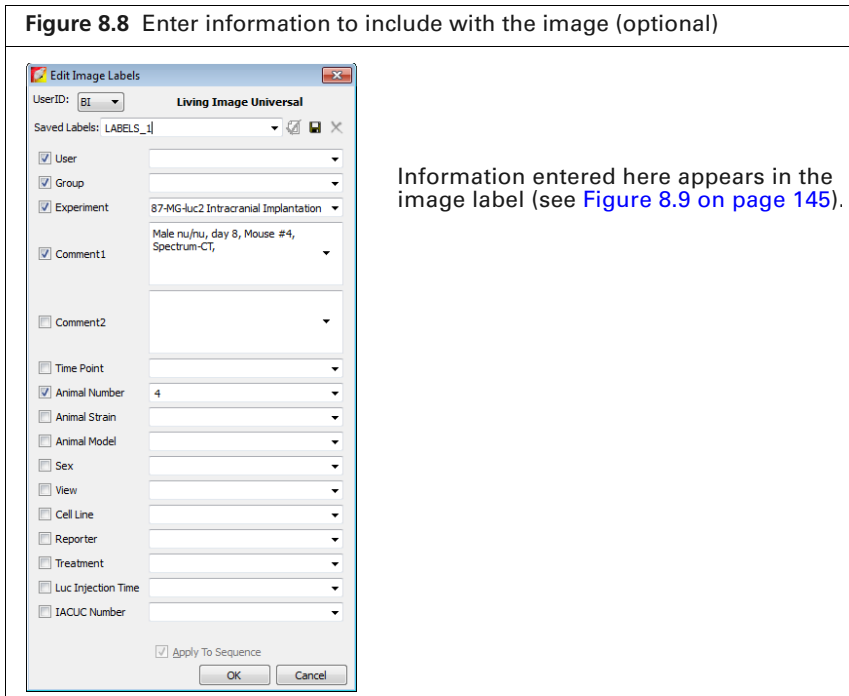 Figure 8.8 Enter information to include with the image (optional)
Edit Image Labels
UserID: BI Living Image Universal
Saved Labels: LABELS_1
User
Group
Experiment 87-MG-luc2 Intracranial Implantation
Comment1 Male nu/nu, day 8, Mouse #4,
Spectrum-CT,
Comment2
Time Point
Animal Number 4
Animal Strain
Animal Model
Sex
View
Cell Line
Reporter
Treatment
Luc Injection Time
IACUC Number
Apply To Sequence
OK Cancel
Information entered here appears in the
image label (see Figure 8.9 on page 145).